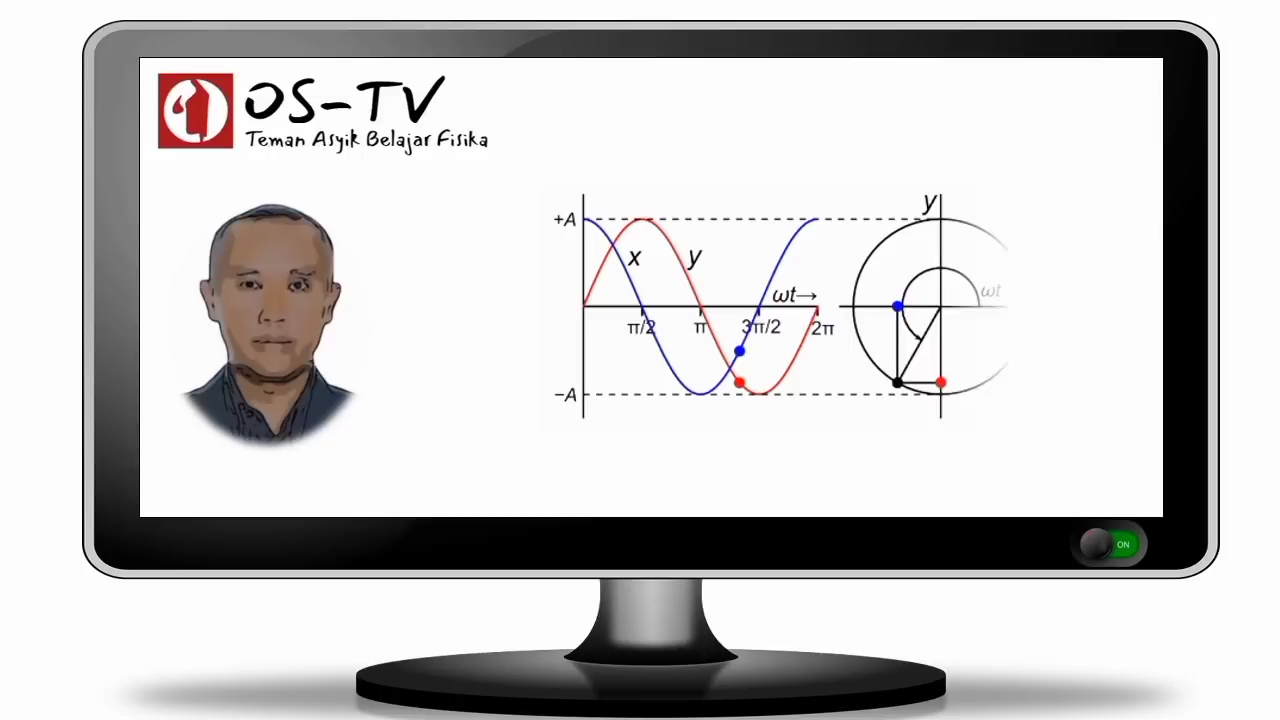 OS-TV
Teman Asyik Belajar Fisika
y
+A
x
y
ωt→
ωt
π/2
π
3π/2
2π
−A
ON